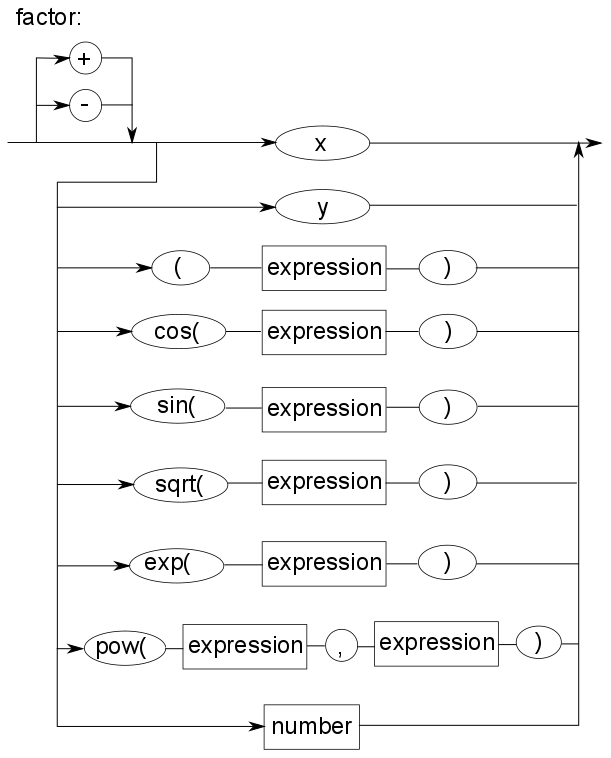 factor:
+
-
x
y
( expression )
cos( expression )
sin( expression )
sqrt( expression )
exp( expression )
pow( expression , expression )
number